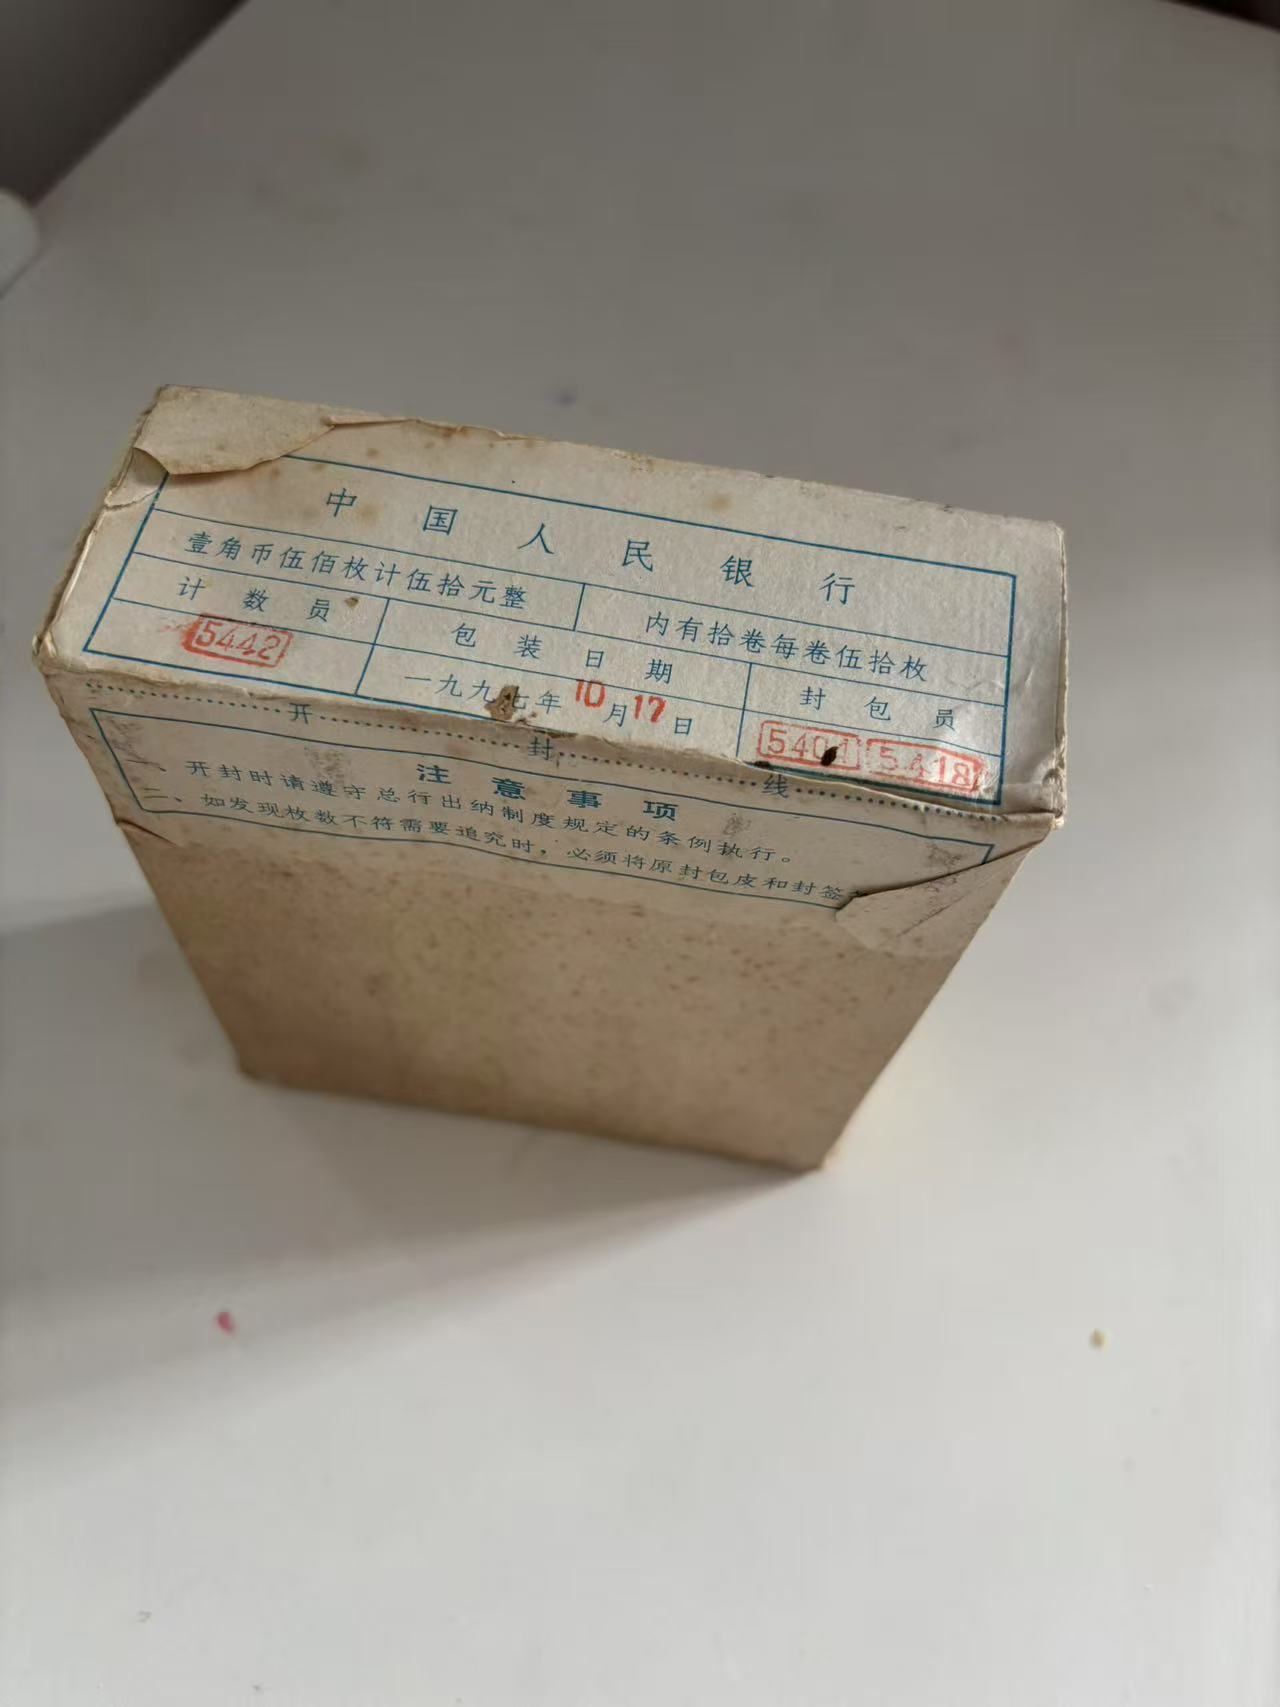 中国人民银行
壹角币伍佰枚计伍拾元整 内有拾卷每卷伍拾枚
计数员 包装日期 封包员
5442 一九九七年10月17日 5401 5418
开封线
注意事项
一、开封时请遵守总行出纳制度规定的条例执行。
二、如发现枚数不符需要追究时，必须将原封包皮和封签